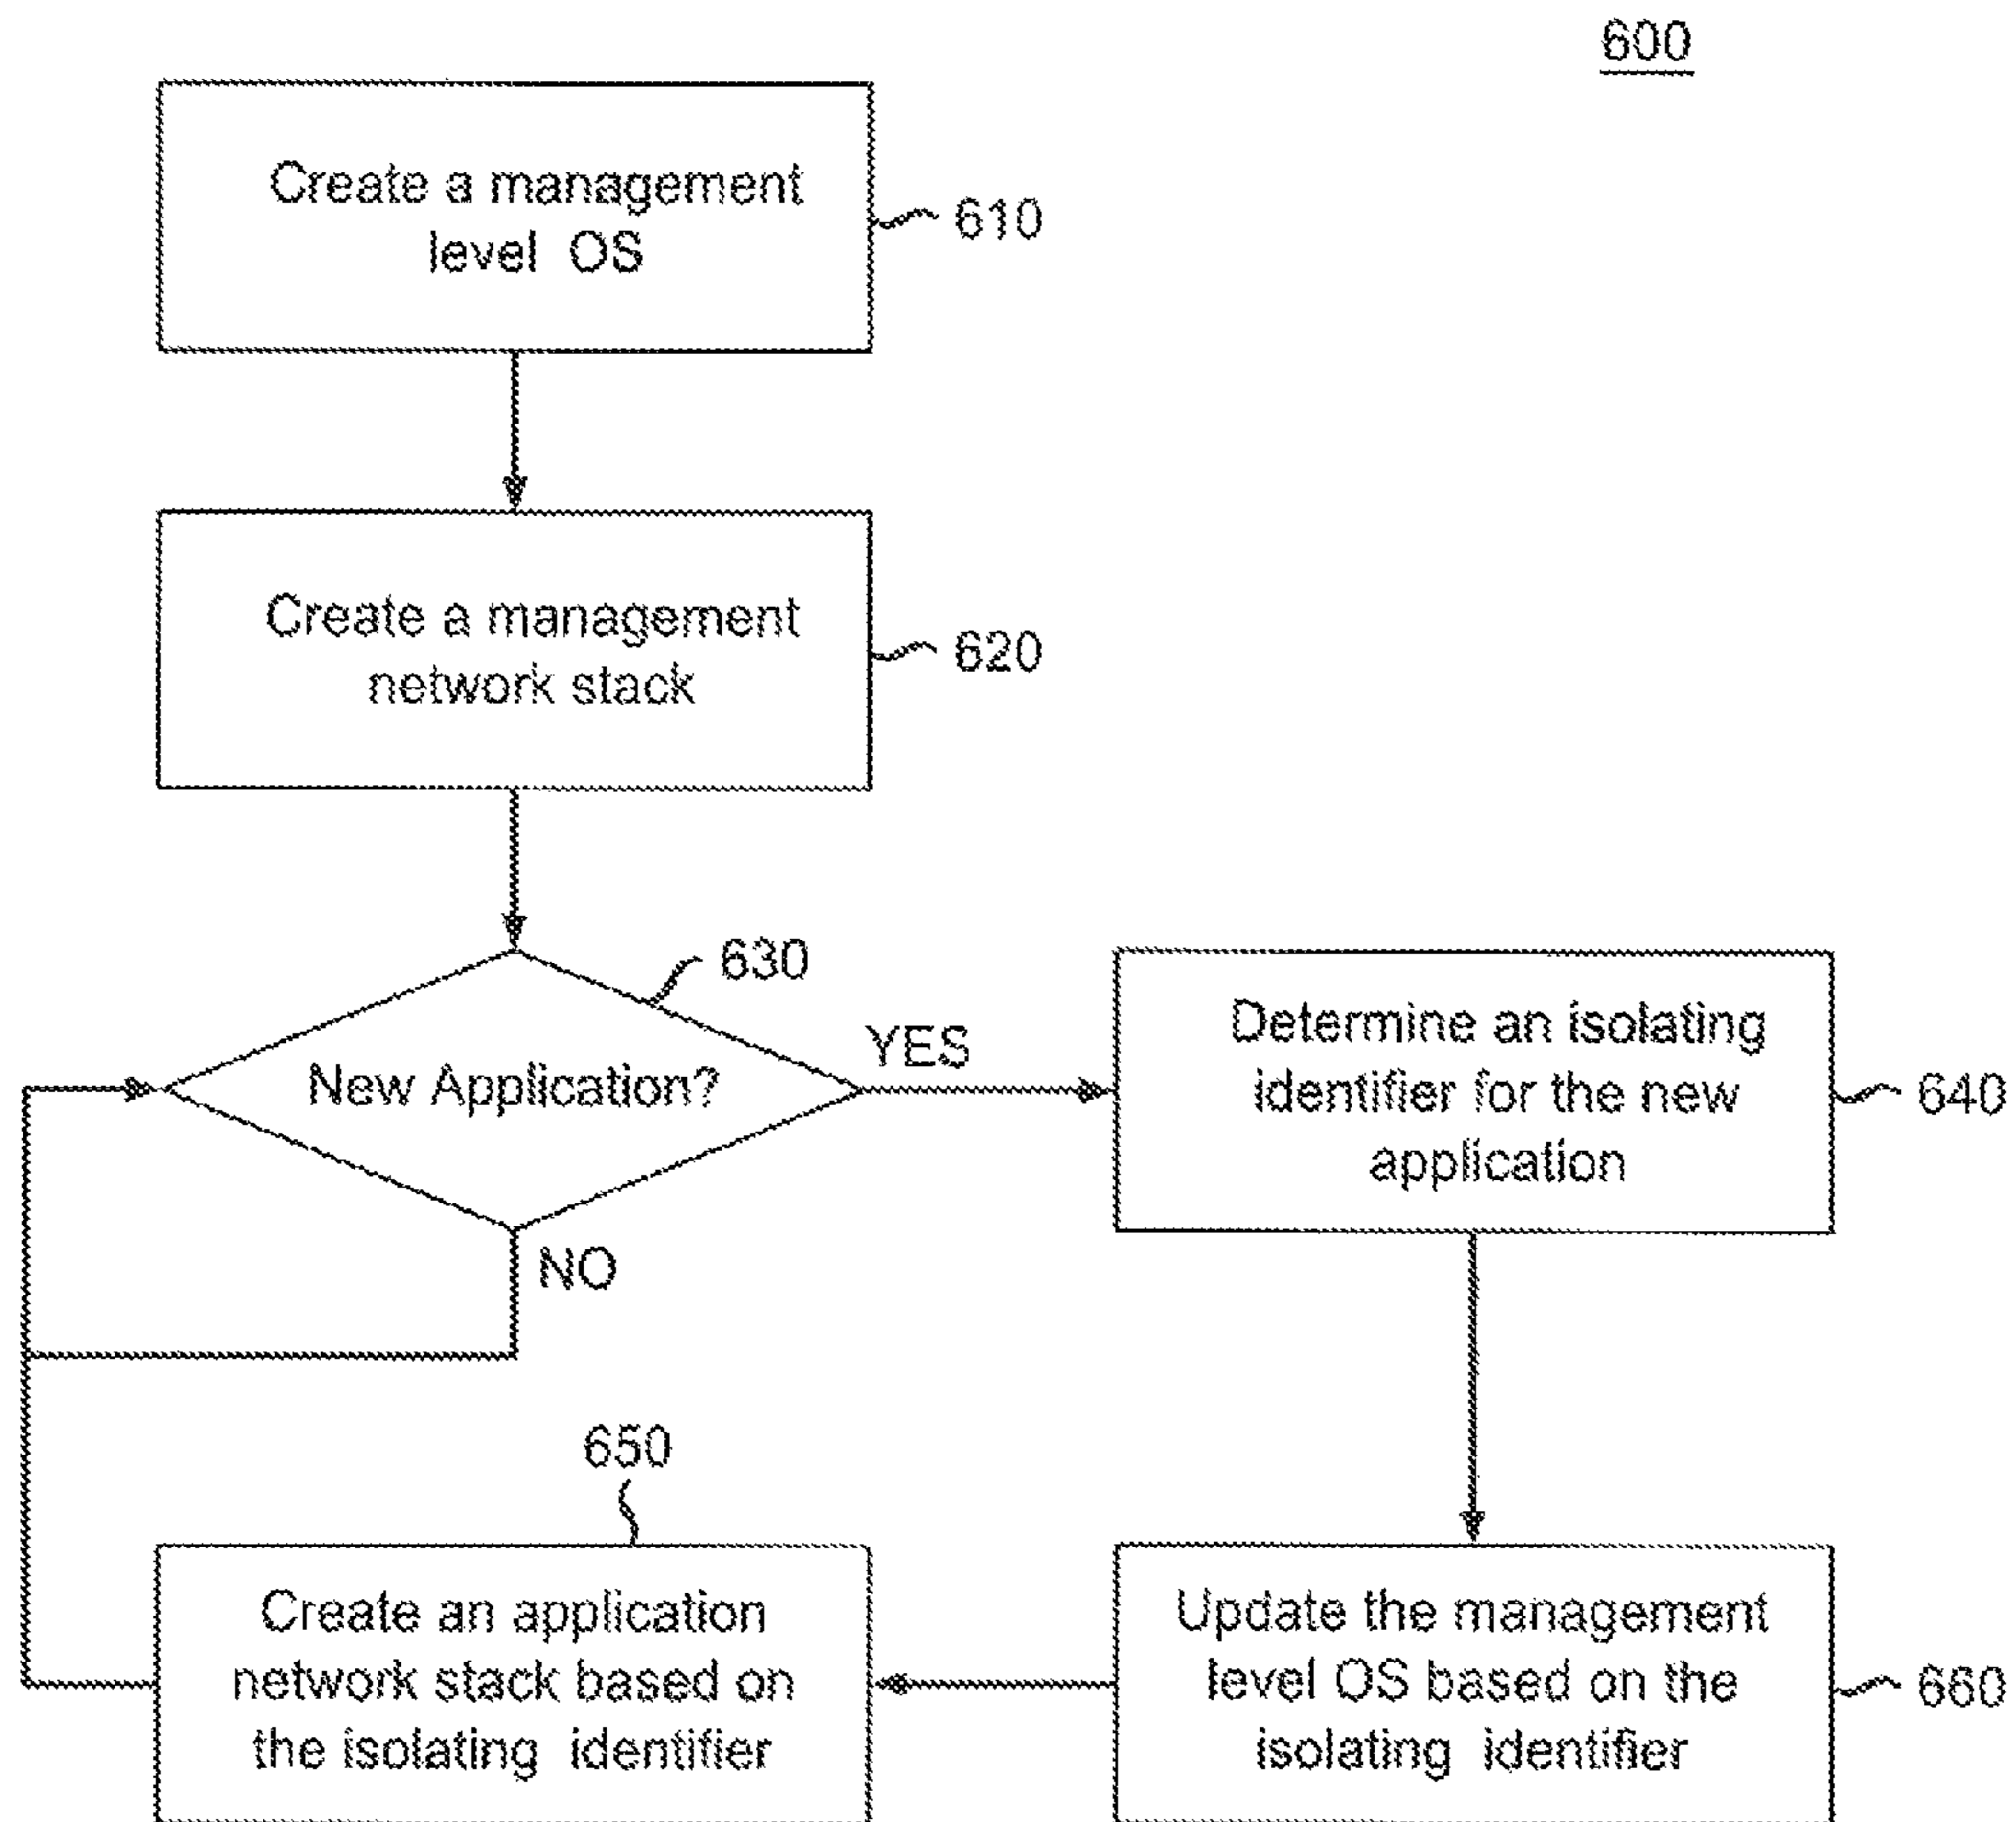 600
Create a management
level OS
610
Create a management
network stack
620
630
New Application?
YES
NO
Determine an isolating
identifier for the new
application
640
650
Create an application
network stack based on
the isolating identifier
Update the management
level OS based on the
isolating identifier
660